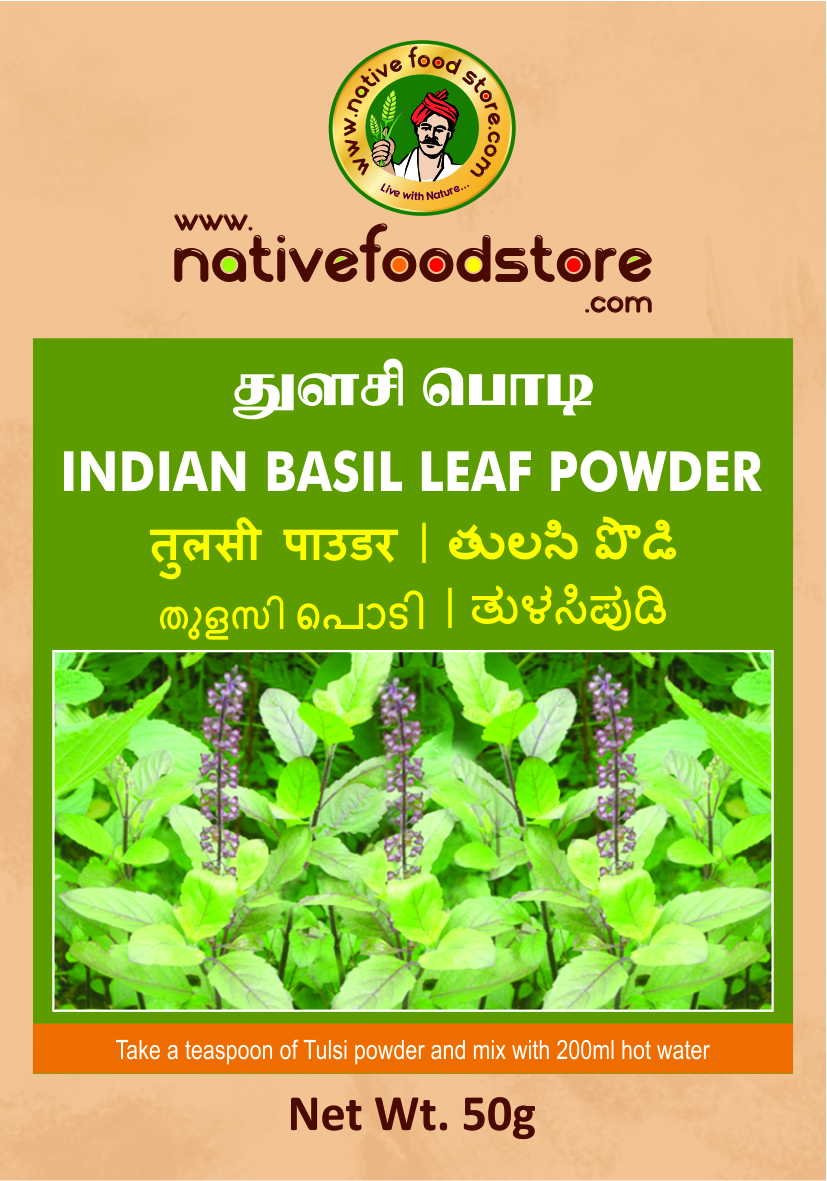 www.native food store.com
Live with Nature...
www.
nativefoodstore
.com
துளசி பொடி
INDIAN BASIL LEAF POWDER
तुलसी पाउडर | తులసి పొడి
തുളസി പൊടി | ತುಳಸಿಪುಡಿ
Take a teaspoon of Tulsi powder and mix with 200ml hot water
Net Wt. 50g